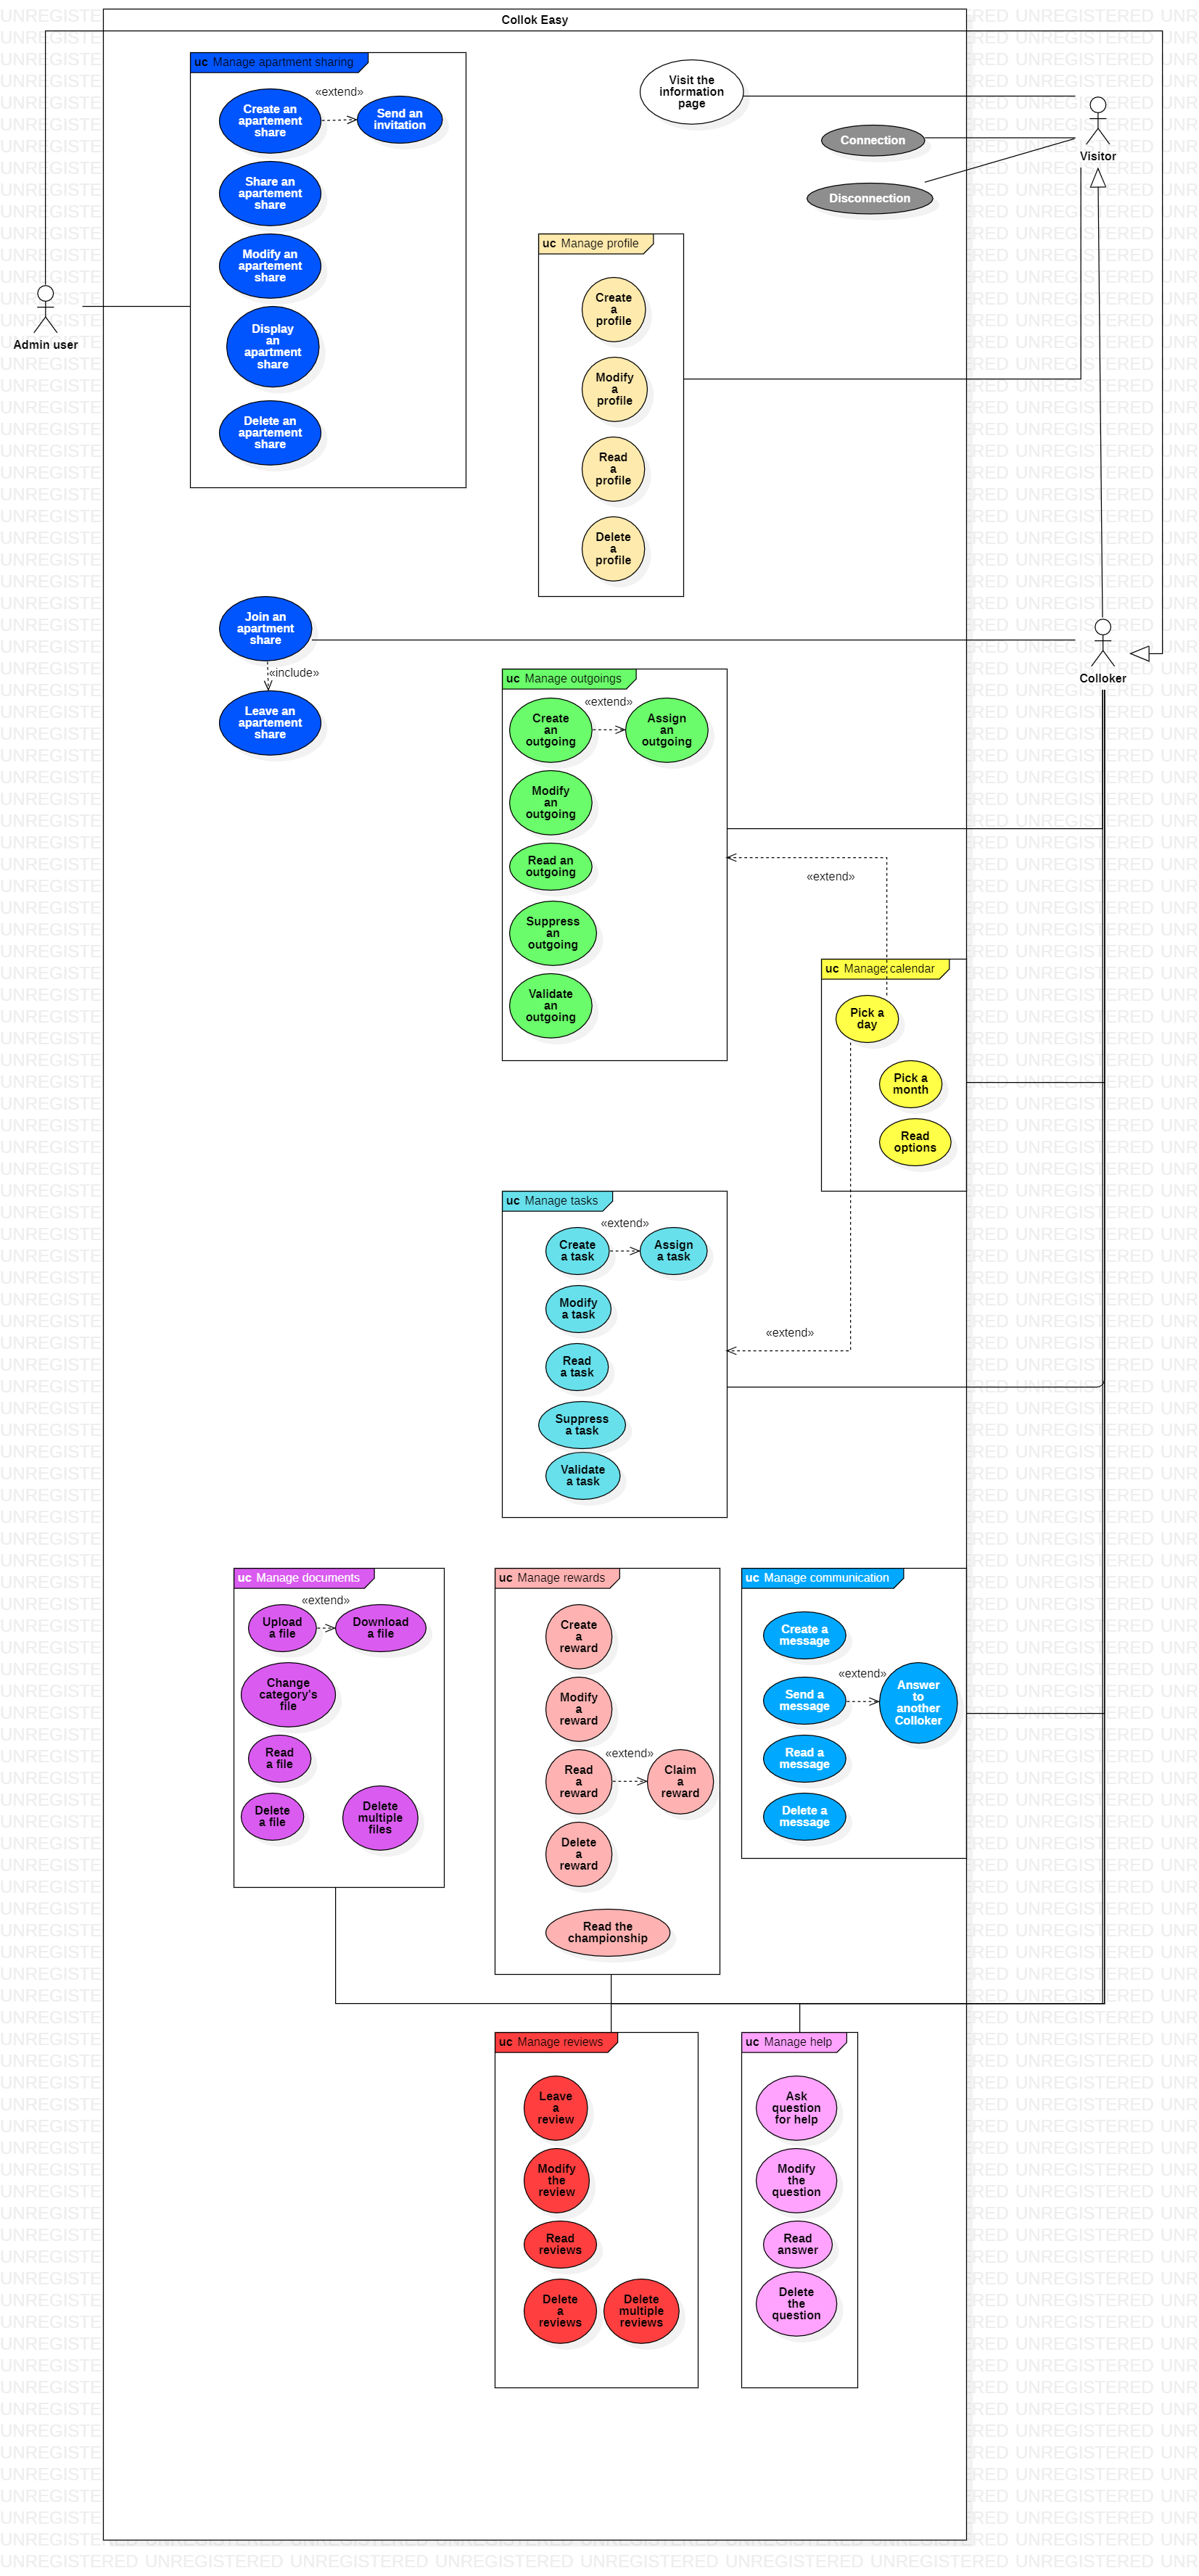 Collok Easy
uc Manage apartment sharing
Create an
apartement
share
«extend»
Send an
invitation
Share an
apartement
share
Modify an
apartement
share
Display
an
apartment
share
Delete an
apartement
share
Admin user
Visit the
information
page
Connection
Disconnection
Visitor
uc Manage profile
Create
a
profile
Modify
a
profile
Read
a
profile
Delete
a
profile
Join an
apartment
share
«include»
Leave an
apartement
share
Colloker
uc Manage outgoings
Create
an
outgoing
«extend»
Assign
an
outgoing
Modify
an
outgoing
Read an
outgoing
Suppress
an
outgoing
Validate
an
outgoing
«extend»
uc Manage calendar
Pick a
day
Pick a
month
Read
options
uc Manage tasks
Create
a task
«extend»
Assign
a task
Modify
a task
Read
a task
Suppress
a task
Validate
a task
«extend»
uc Manage documents
Upload
a file
«extend»
Download
a file
Change
category's
file
Read
a file
Delete
a file
Delete
multiple
files
uc Manage rewards
Create
a
reward
Modify
a
reward
Read
a
reward
«extend»
Claim
a
reward
Delete
a
reward
Read the
championship
uc Manage communication
Create a
message
Send a
message
«extend»
Answer
to
another
Colloker
Read a
message
Delete a
message
uc Manage reviews
Leave
a
review
Modify
the
review
Read
reviews
Delete
a
reviews
Delete
multiple
reviews
uc Manage help
Ask
question
for help
Modify
the
question
Read
answer
Delete
the
question
UNREGISTERED UNREGISTERED UNREGISTERED UNREGISTERED UNREGISTERED UNREGISTERED UNREGISTERED UNREGISTERED UNR